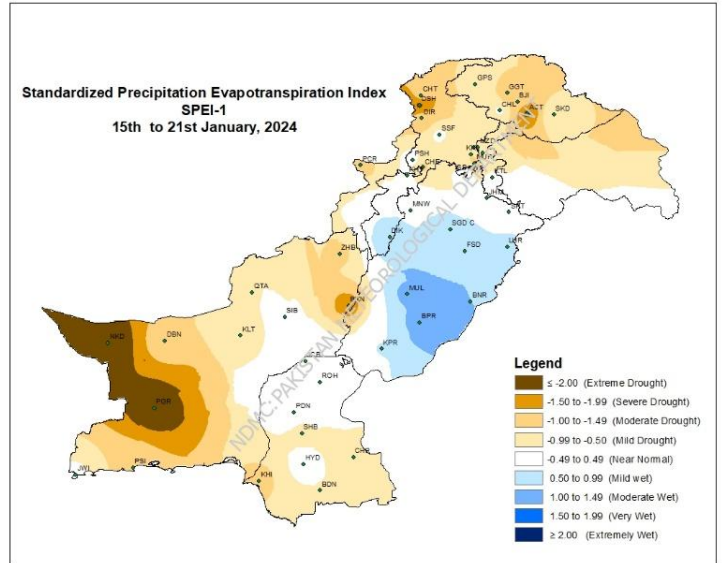 Standardized Precipitation Evapotranspiration Index
SPEI-1
15th to 21st January, 2024
GPS
CHT
GGT
BJI
DIR
CHL
SKD
SSF
PCR
PSH
MNW
DIK
SGD C
FSD
ZHB
QTA
MUL
BNR
SIB
BPR
NKD
DBN
KLT
KPR
ROH
PGR
PDN
SHB
JWI
PSI
HYD
CHR
KHI
BDN
NDMC: PAKISTAN METEOROLOGICAL DEPARTMENT
Legend
≤ -2.00 (Extreme Drought)
-1.50 to -1.99 (Severe Drought)
-1.00 to -1.49 (Moderate Drought)
-0.99 to -0.50 (Mild Drought)
-0.49 to 0.49 (Near Normal)
0.50 to 0.99 (Mild wet)
1.00 to 1.49 (Moderate Wet)
1.50 to 1.99 (Very Wet)
≥ 2.00 (Extremely Wet)